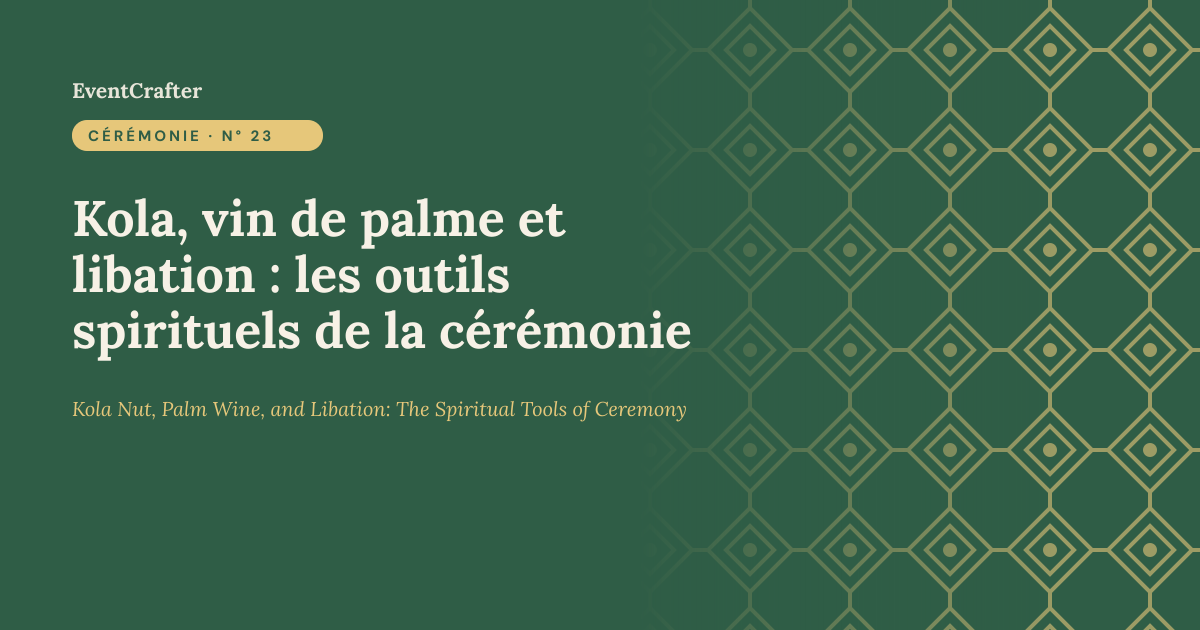 EventCrafter
CÉRÉMONIE · N° 23
Kola, vin de palme et
libation : les outils
spirituels de la cérémonie
Kola Nut, Palm Wine, and Libation: The Spiritual Tools of Ceremony